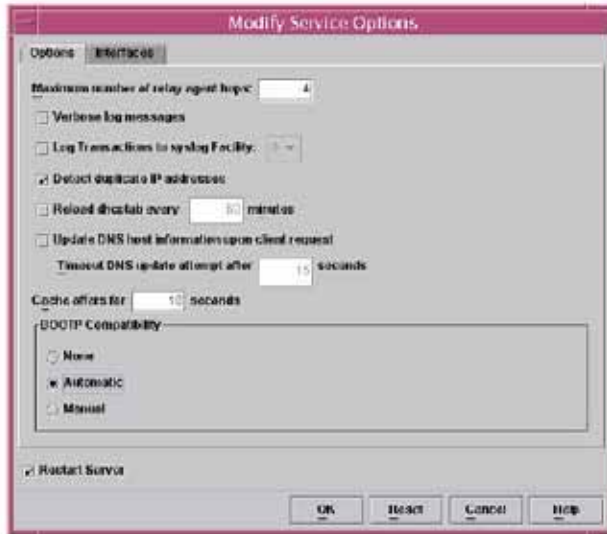 Modify Service Options
Options Interfaces
Maximum number of relay agent hops: 4
Verbose log messages
Log Transactions to syslog Facility:
Detect duplicate IP addresses
Reload dhcptab every 60 minutes
Update DNS host information upon client request
Timeout DNS update attempt after 15 seconds
Cache offers for 10 seconds
BOOTP Compatibility
None
Automatic
Manual
Restart Server
OK Reset Cancel Help